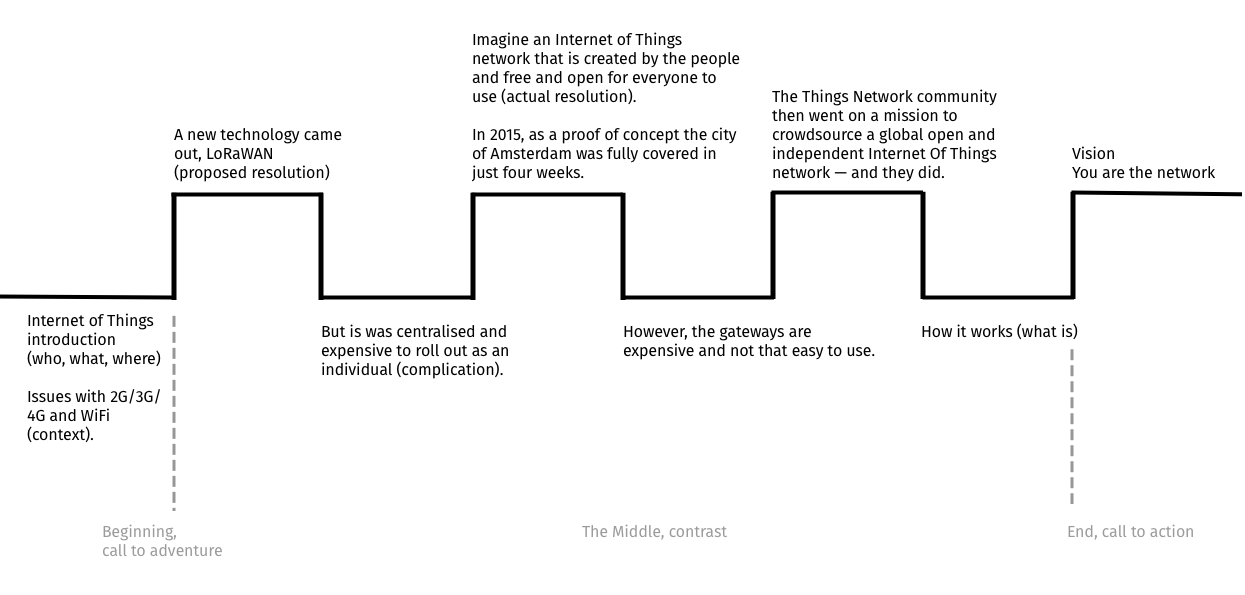 Imagine an Internet of Things
network that is created by the people
and free and open for everyone to
use (actual resolution).
In 2015, as a proof of concept the city
of Amsterdam was fully covered in
just four weeks.
The Things Network community
then went on a mission to
crowdsource a global open and
independent Internet Of Things
network — and they did.
A new technology came
out, LoRaWAN
(proposed resolution)
Vision
You are the network
Internet of Things
introduction
(who, what, where)
Issues with 2G/3G/
4G and WiFi
(context).
But is was centralised and
expensive to roll out as an
individual (complication).
However, the gateways are
expensive and not that easy to use.
How it works (what is)
Beginning,
call to adventure
The Middle, contrast
End, call to action